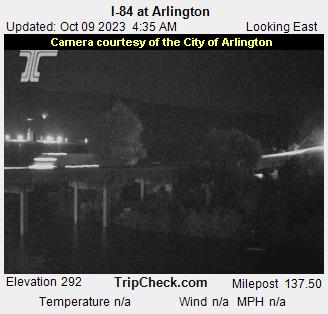 I-84 at Arlington
Updated: Oct 09 2023 4:35 AM Looking East
Camera courtesy of the City of Arlington
Elevation 292 TripCheck.com Milepost 137.50
Temperature n/a Wind n/a MPH n/a